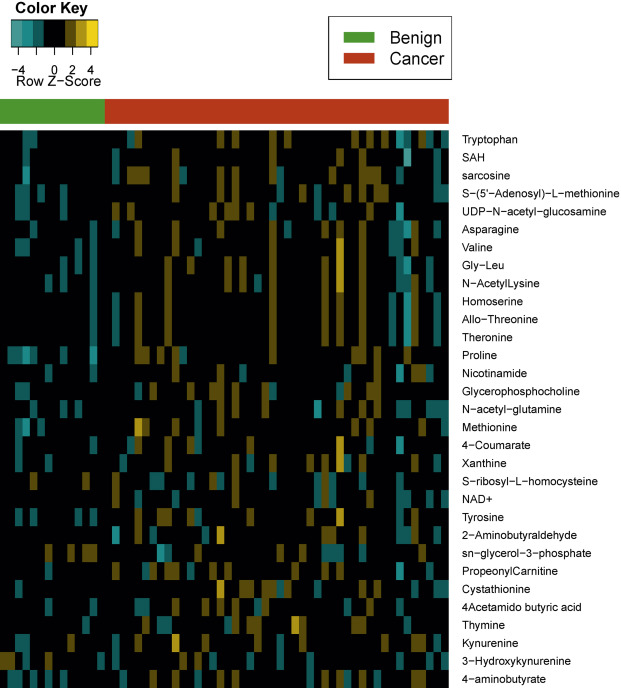 Color Key
−4 0 2 4
Row Z−Score
Benign
Cancer
Tryptophan
SAH
sarcosine
S−(5'−Adenosyl)−L−methionine
UDP−N−acetyl−glucosamine
Asparagine
Valine
Gly−Leu
N−AcetylLysine
Homoserine
Allo−Threonine
Theronine
Proline
Nicotinamide
Glycerophosphocholine
N−acetyl−glutamine
Methionine
4−Coumarate
Xanthine
S−ribosyl−L−homocysteine
NAD+
Tyrosine
2−Aminobutyraldehyde
sn−glycerol−3−phosphate
PropeonylCarnitine
Cystathionine
4Acetamido butyric acid
Thymine
Kynurenine
3−Hydroxykynurenine
4−aminobutyrate